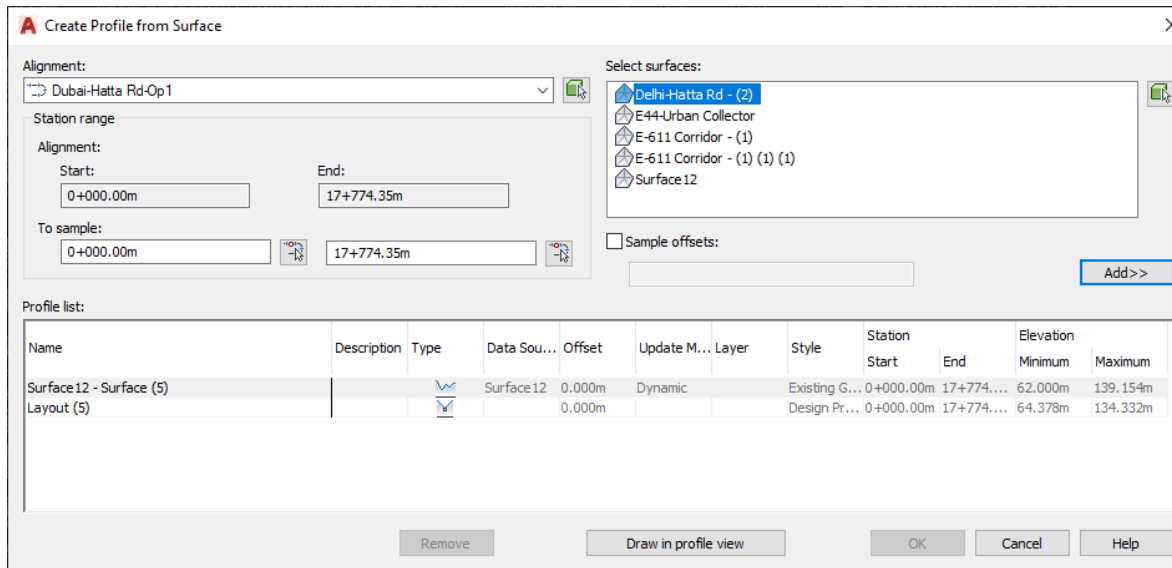 Create Profile from Surface
Alignment:
Dubai-Hatta Rd-Op1
Station range
Alignment:
Start: End:
0+000.00m 17+774.35m
To sample:
0+000.00m 17+774.35m
Select surfaces:
Delhi-Hatta Rd - (2)
E44-Urban Collector
E-611 Corridor - (1)
E-611 Corridor - (1) (1) (1)
Surface12
Sample offsets:
Add>>
Profile list:
Name Description Type Data Sou... Offset Update M... Layer Style Station Elevation
Start End Minimum Maximum
Surface12 - Surface (5) Surface12 0.000m Dynamic Existing G... 0+000.00m 17+774.... 62.000m 139.154m
Layout (5) 0.000m Design Pr... 0+000.00m 17+774.... 64.378m 134.332m
Remove Draw in profile view OK Cancel Help